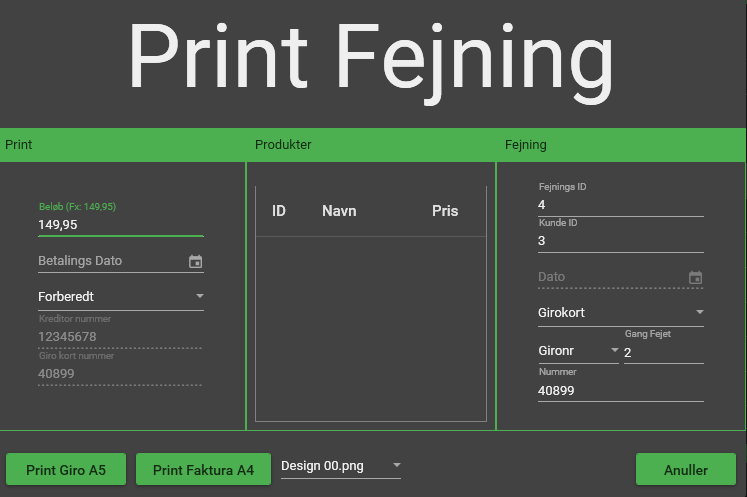 Print Fejning
Print
Produkter
Fejning
Beløb (Fx: 149,95)
149,95
Betalings Dato
Forberedt
Kreditor nummer
12345678
Giro kort nummer
40899
ID Navn Pris
Fejnings ID
4
Kunde ID
3
Dato
Girokort
Gironr
Gang Fejet
2
Nummer
40899
Print Giro A5
Print Faktura A4
Design 00.png
Anuller